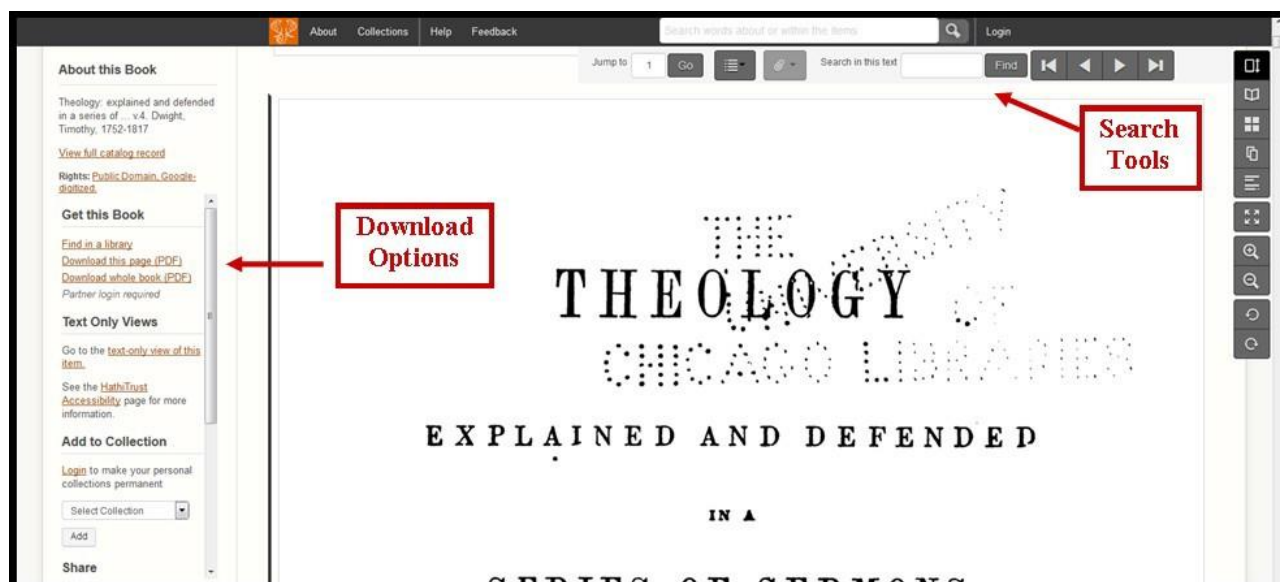 About Collections Help Feedback Search words about or within the items Login
About this Book
Theology: explained and defended
in a series of ... v.4. Dwight,
Timothy, 1752-1817
View full catalog record
Rights: Public Domain, Google-
digitized.
Get this Book
Find in a library
Download this page (PDF)
Download whole book (PDF)
Partner login required
Text Only Views
Go to the text-only view of this
item.
See the HathiTrust
Accessibility page for more
information.
Add to Collection
Login to make your personal
collections permanent
Select Collection
Add
Share
Jump to 1 Go Search in this text Find
Search
Tools
Download
Options
THE
UNIVERSITY
OF
CHICAGO LIBRARIES
THEOLOGY
EXPLAINED AND DEFENDED
IN A
SERIES OF SERMONS